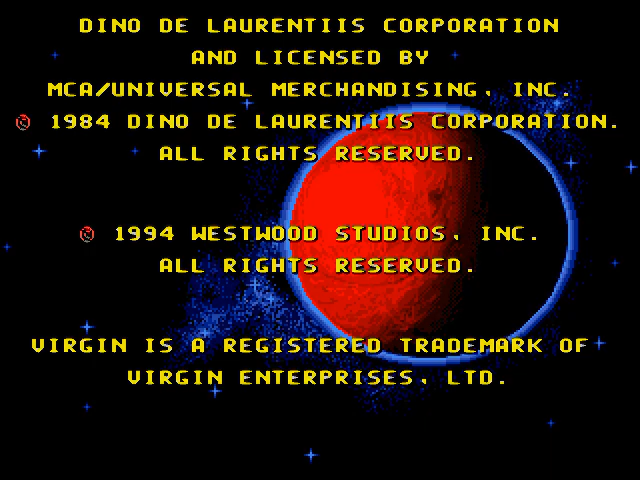 DINO DE LAURENTIIS CORPORATION
AND LICENSED BY
MCA/UNIVERSAL MERCHANDISING, INC.
© 1984 DINO DE LAURENTIIS CORPORATION.
ALL RIGHTS RESERVED.
© 1994 WESTWOOD STUDIOS, INC.
ALL RIGHTS RESERVED.
VIRGIN IS A REGISTERED TRADEMARK OF
VIRGIN ENTERPRISES, LTD.